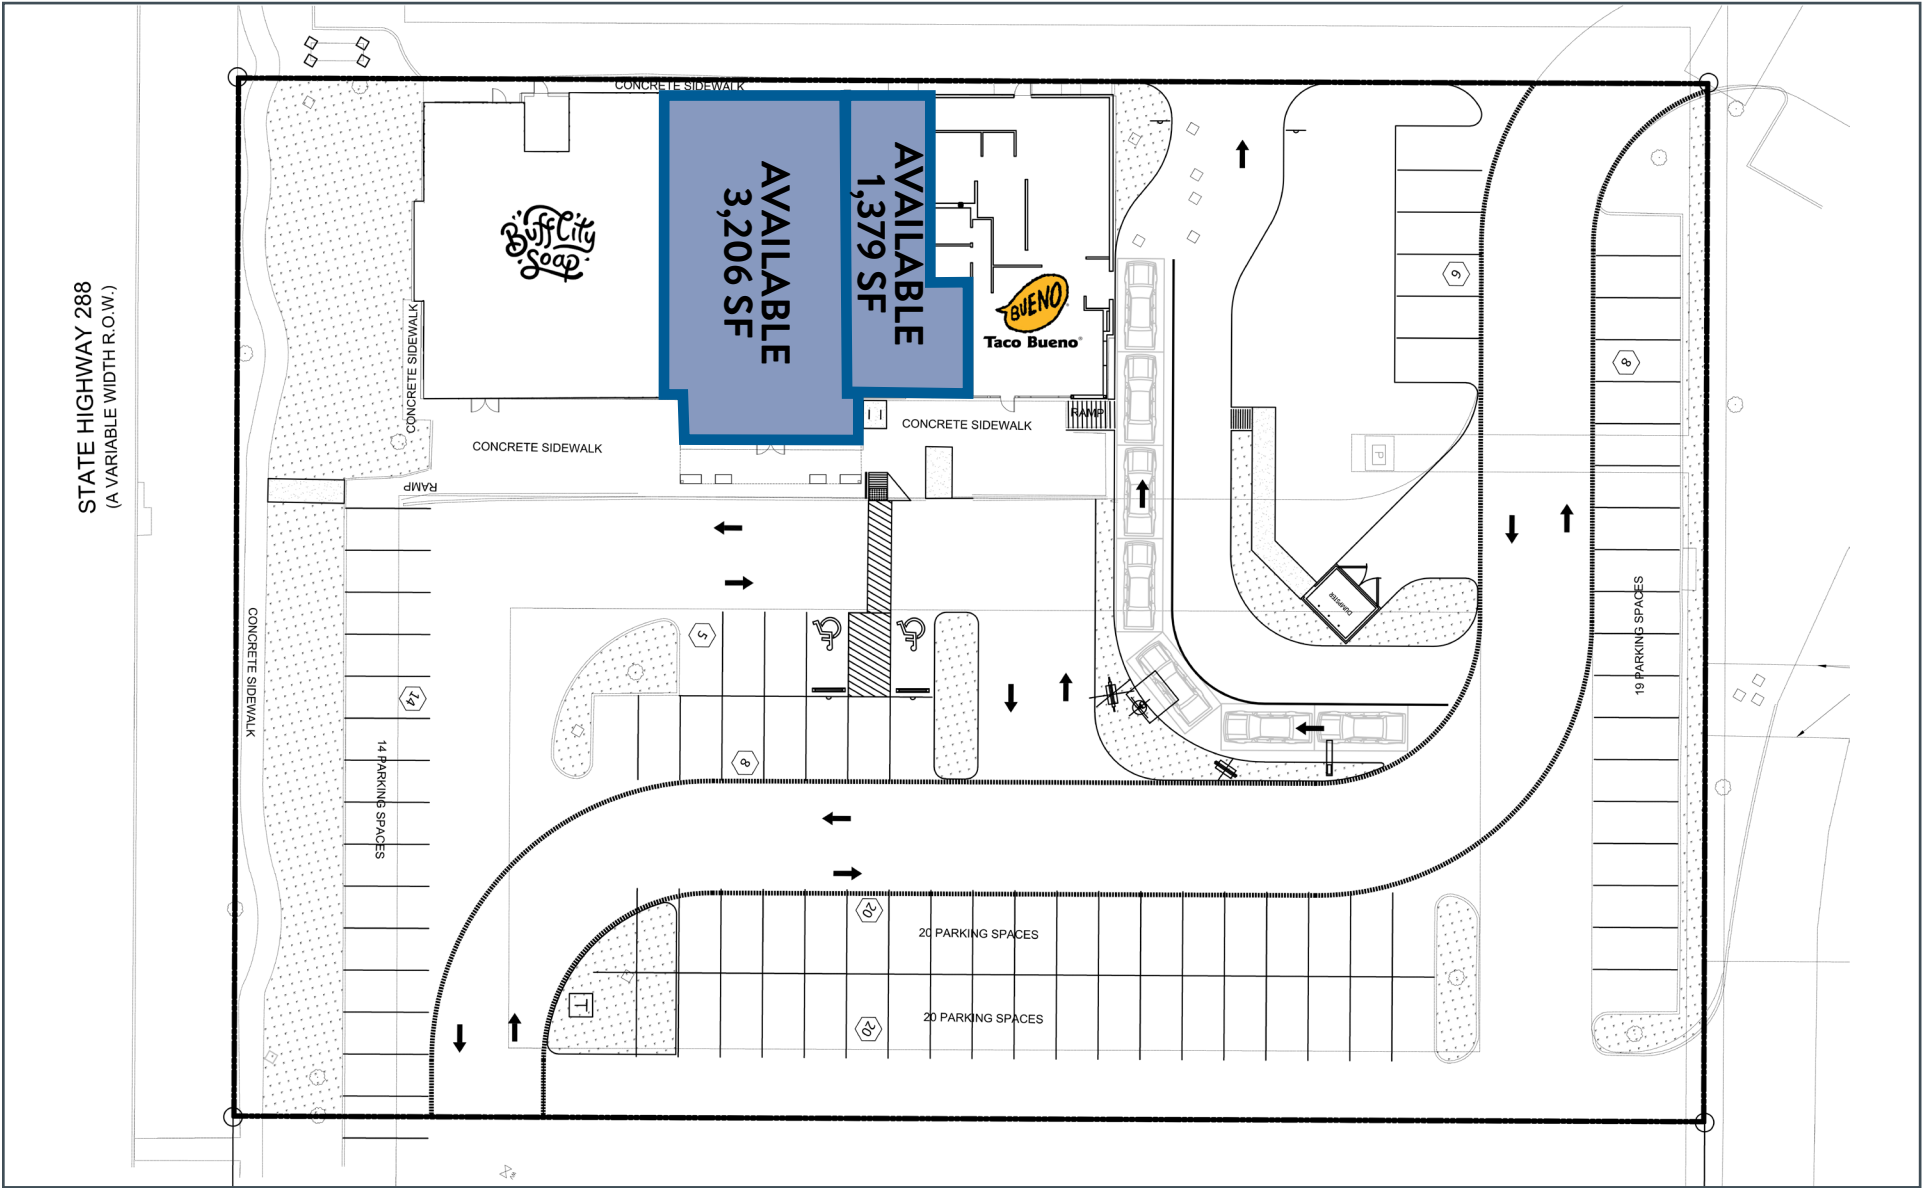 CONCRETE SIDEWALK
STATE HIGHWAY 288
(A VARIABLE WIDTH R.O.W.)
Buff City
Soap
AVAILABLE
3,206 SF
AVAILABLE
1,379 SF
BUENO
Taco Bueno
CONCRETE SIDEWALK
CONCRETE SIDEWALK
CONCRETE SIDEWALK
RAMP
RAMP
6
8
P
DUMPSTER
5
14
8
CONCRETE SIDEWALK
14 PARKING SPACES
19 PARKING SPACES
20
20 PARKING SPACES
T
20 PARKING SPACES
20